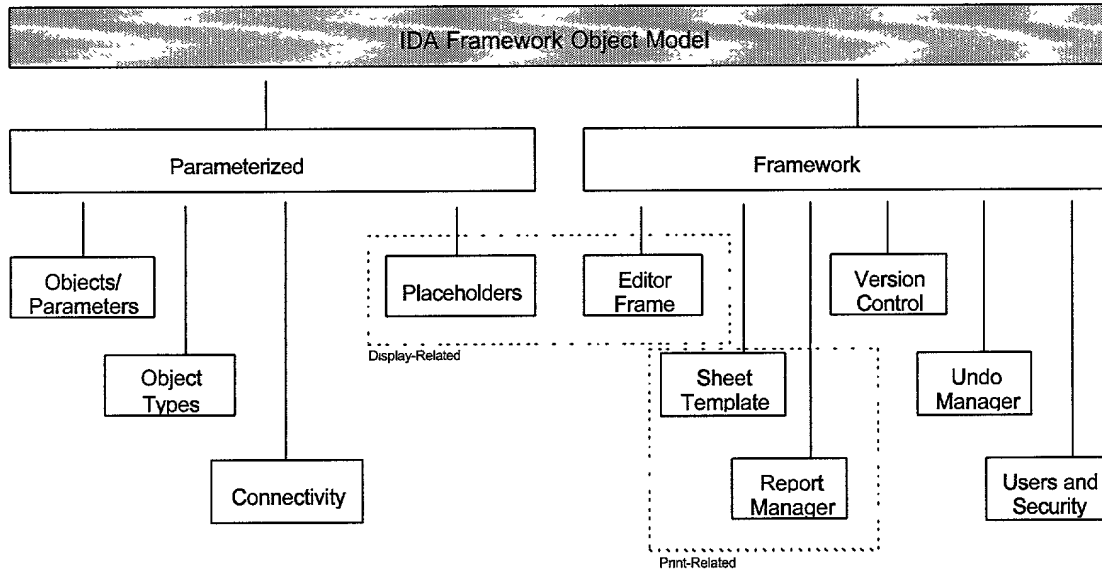 IDA Framework Object Model
Parameterized
Framework
Objects/
Parameters
Placeholders
Editor
Frame
Version
Control
Display-Related
Object
Types
Sheet
Template
Undo
Manager
Connectivity
Report
Manager
Users and
Security
Print-Related